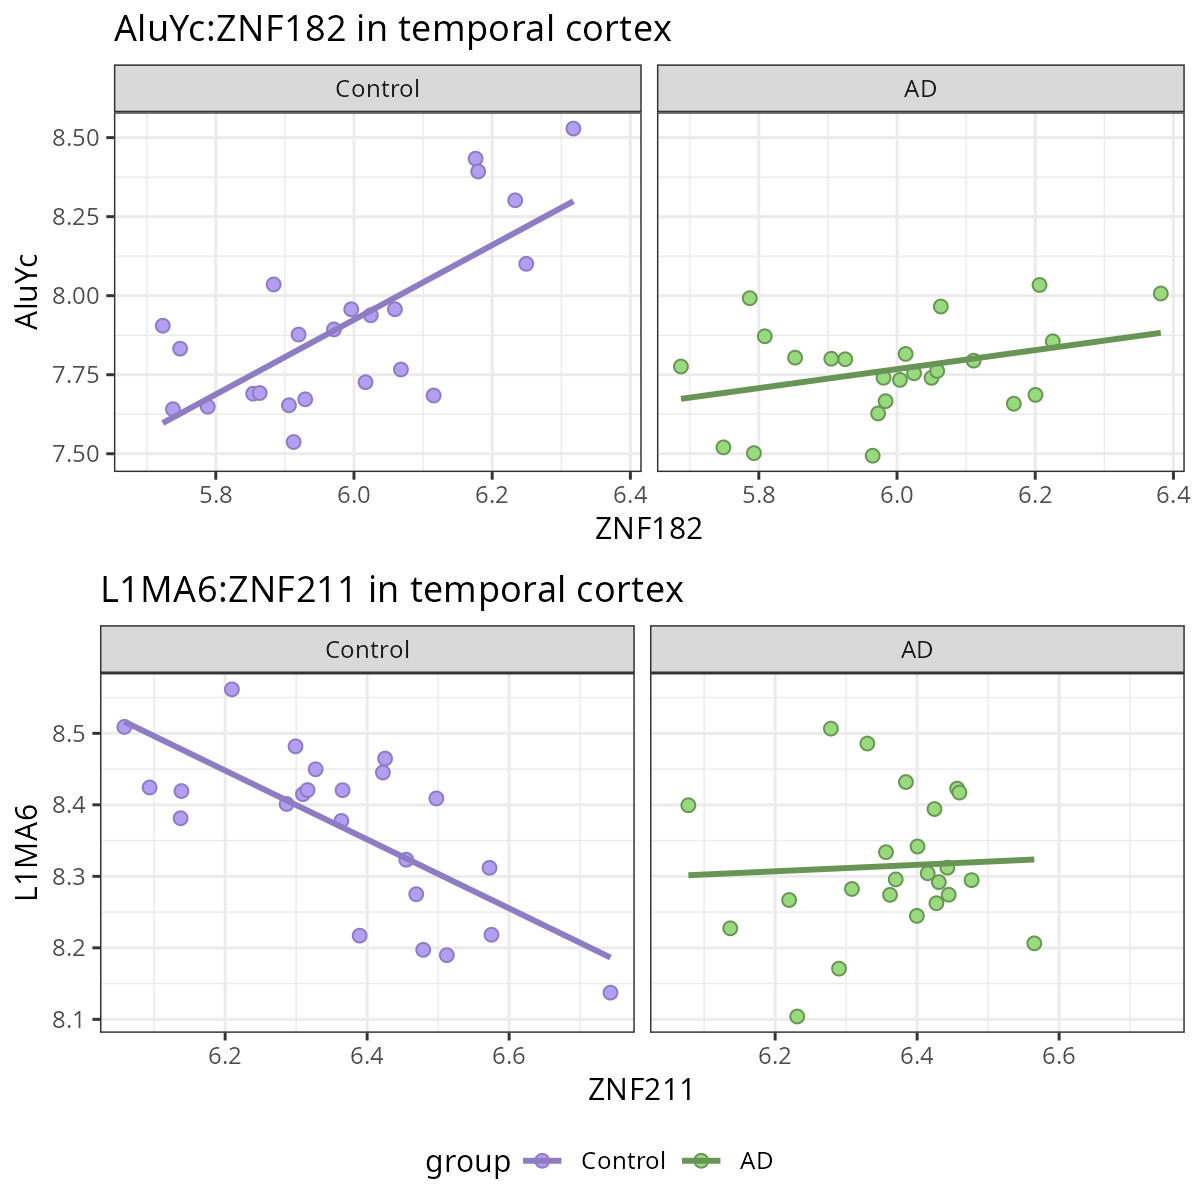 AluYc:ZNF182 in temporal cortex
Control AD
8.50
8.25
8.00
7.75
7.50
AluYc
5.8 6.0 6.2 6.4 5.8 6.0 6.2 6.4
ZNF182
L1MA6:ZNF211 in temporal cortex
Control AD
8.5
8.4
8.3
8.2
8.1
L1MA6
6.2 6.4 6.6 6.2 6.4 6.6
ZNF211
group Control AD